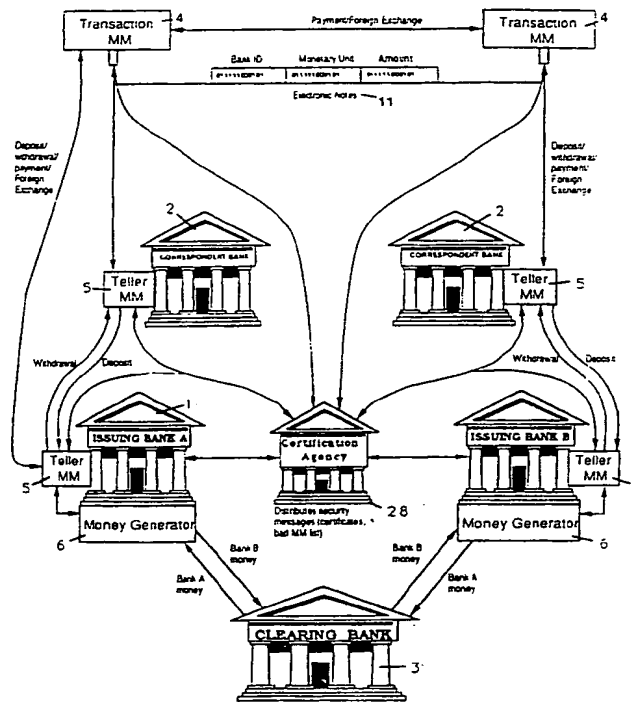 Transaction
MM
4
Payment/Foreign Exchange
Transaction
MM
4
Bank ID
Monetary Unit
Amount
Electronic Notes
11
Deposit/
withdrawal/
payment/
Foreign
Exchange
Deposit/
withdrawal/
payment/
Foreign
Exchange
2
CORRESPONDENT BANK
2
CORRESPONDENT BANK
5
Teller
MM
Teller
MM
5
Withdrawal
Deposit
Withdrawal
Deposit
1
ISSUING BANK A
Certification
Agency
ISSUING BANK B
Teller
MM
5
Teller
MM
28
Distributes security
messages (certificates,
bad MM list)
Money Generator
6
Money Generator
6
Bank B
money
Bank A
money
Bank B
money
Bank A
money
CLEARING BANK
3